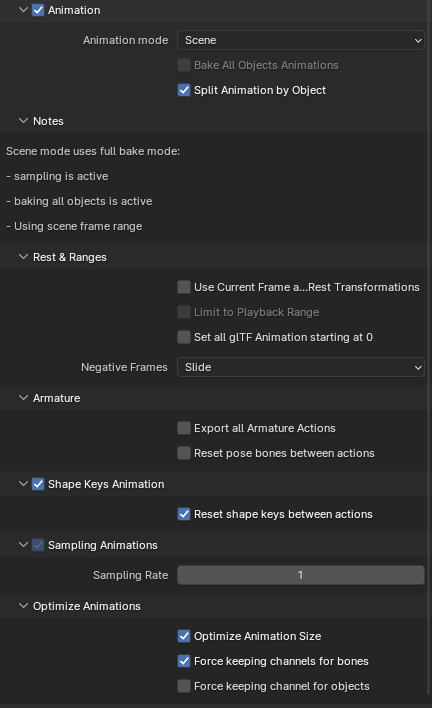 Animation
Animation mode Scene
Bake All Objects Animations
Split Animation by Object
Notes
Scene mode uses full bake mode:
- sampling is active
- baking all objects is active
- Using scene frame range
Rest & Ranges
Use Current Frame a...Rest Transformations
Limit to Playback Range
Set all glTF Animation starting at 0
Negative Frames Slide
Armature
Export all Armature Actions
Reset pose bones between actions
Shape Keys Animation
Reset shape keys between actions
Sampling Animations
Sampling Rate 1
Optimize Animations
Optimize Animation Size
Force keeping channels for bones
Force keeping channel for objects